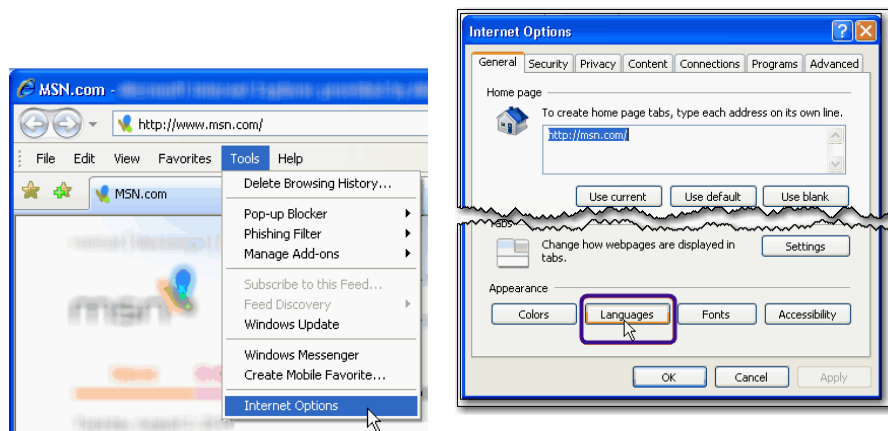 MSN.com -
http://www.msn.com/
File Edit View Favorites Tools Help
MSN.com
Delete Browsing History...
Pop-up Blocker
Phishing Filter
Manage Add-ons
Subscribe to this Feed...
Feed Discovery
Windows Update
Windows Messenger
Create Mobile Favorite...
Internet Options
msn
Internet Options
General Security Privacy Content Connections Programs Advanced
Home page
To create home page tabs, type each address on its own line.
http://msn.com/
Use current Use default Use blank
Tabs
Change how webpages are displayed in
tabs.
Settings
Appearance
Colors Languages Fonts Accessibility
OK Cancel Apply